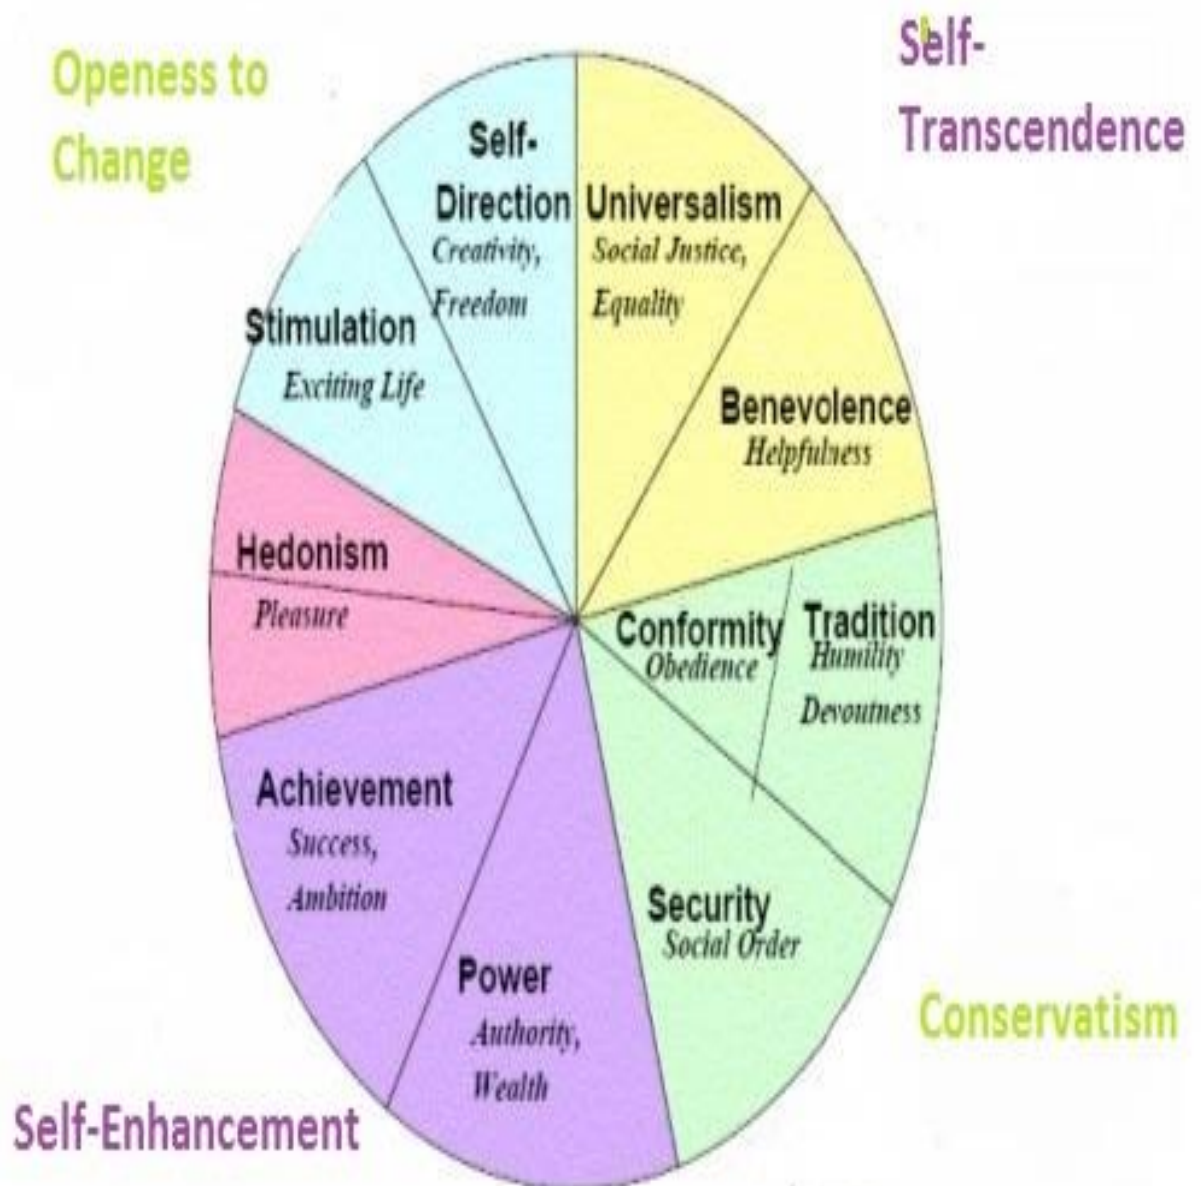 Openess to
Change
Self-
Transcendence
Self-
Direction
Creativity,
Freedom
Universalism
Social Justice,
Equality
Stimulation
Exciting Life
Benevolence
Helpfulness
Hedonism
Pleasure
Conformity
Obedience
Tradition
Humility
Devoutness
Achievement
Success,
Ambition
Security
Social Order
Power
Authority,
Wealth
Conservatism
Self-Enhancement